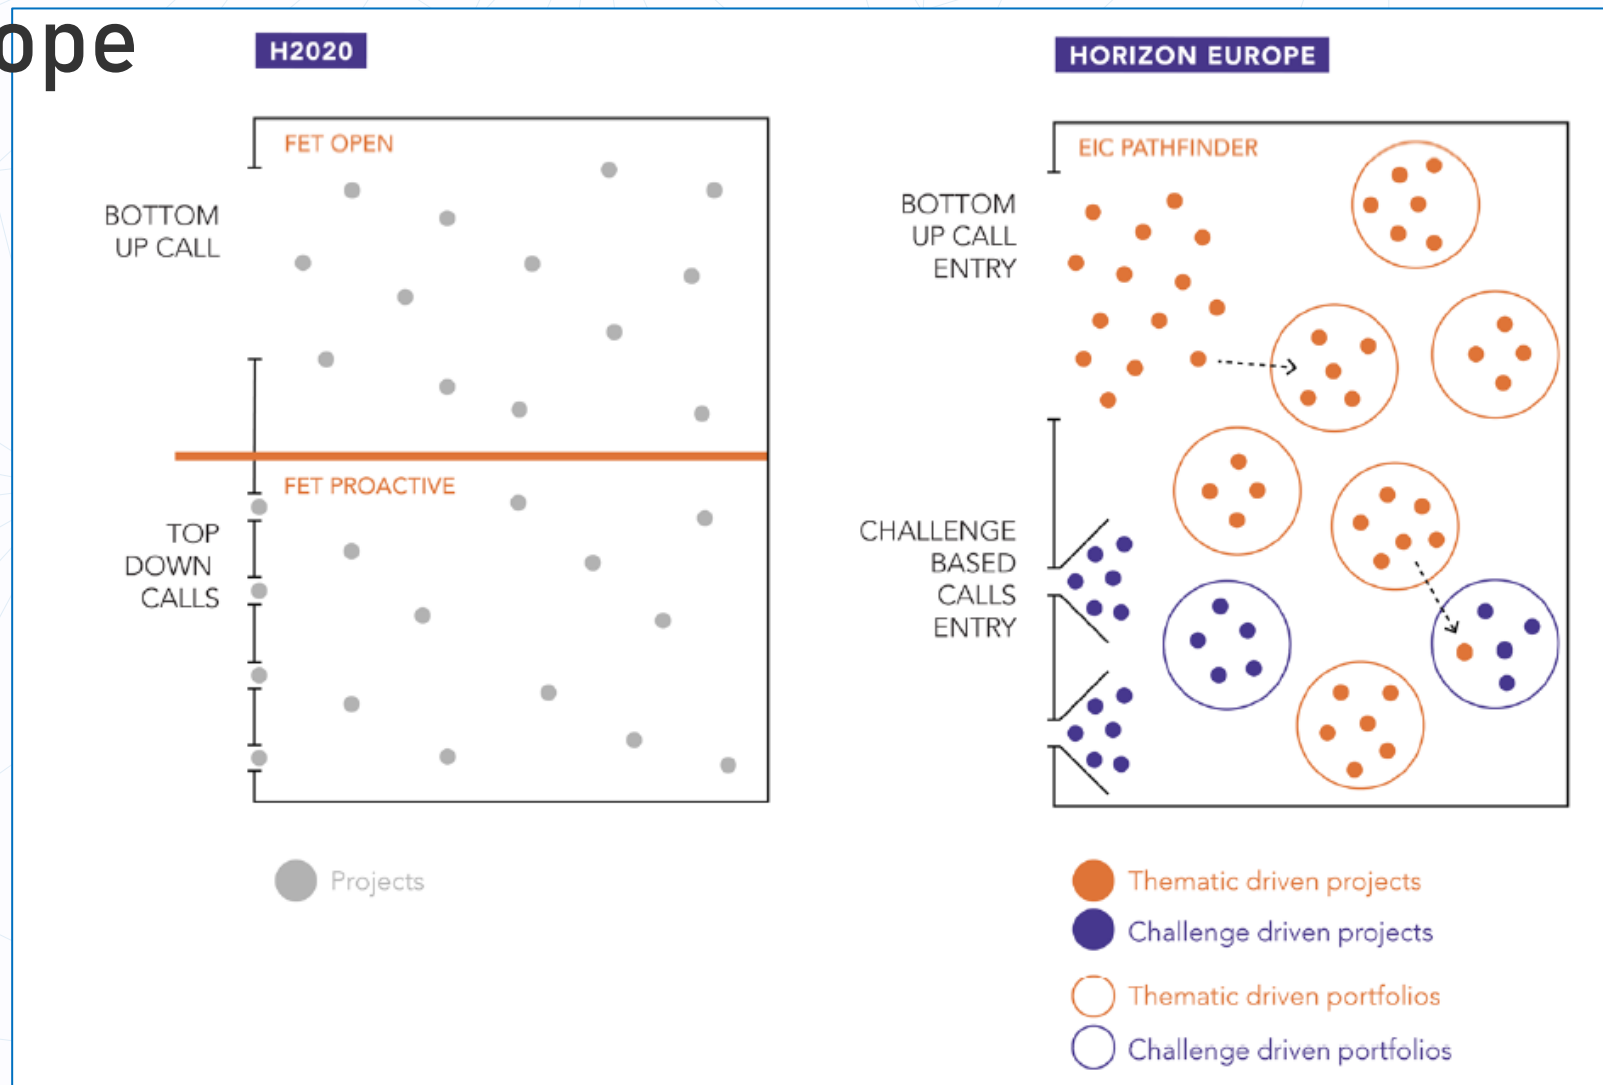 ope
H2020
FET OPEN
BOTTOM
UP CALL
FET PROACTIVE
TOP
DOWN
CALLS
Projects
HORIZON EUROPE
EIC PATHFINDER
BOTTOM
UP CALL
ENTRY
CHALLENGE
BASED
CALLS
ENTRY
Thematic driven projects
Challenge driven projects
Thematic driven portfolios
Challenge driven portfolios